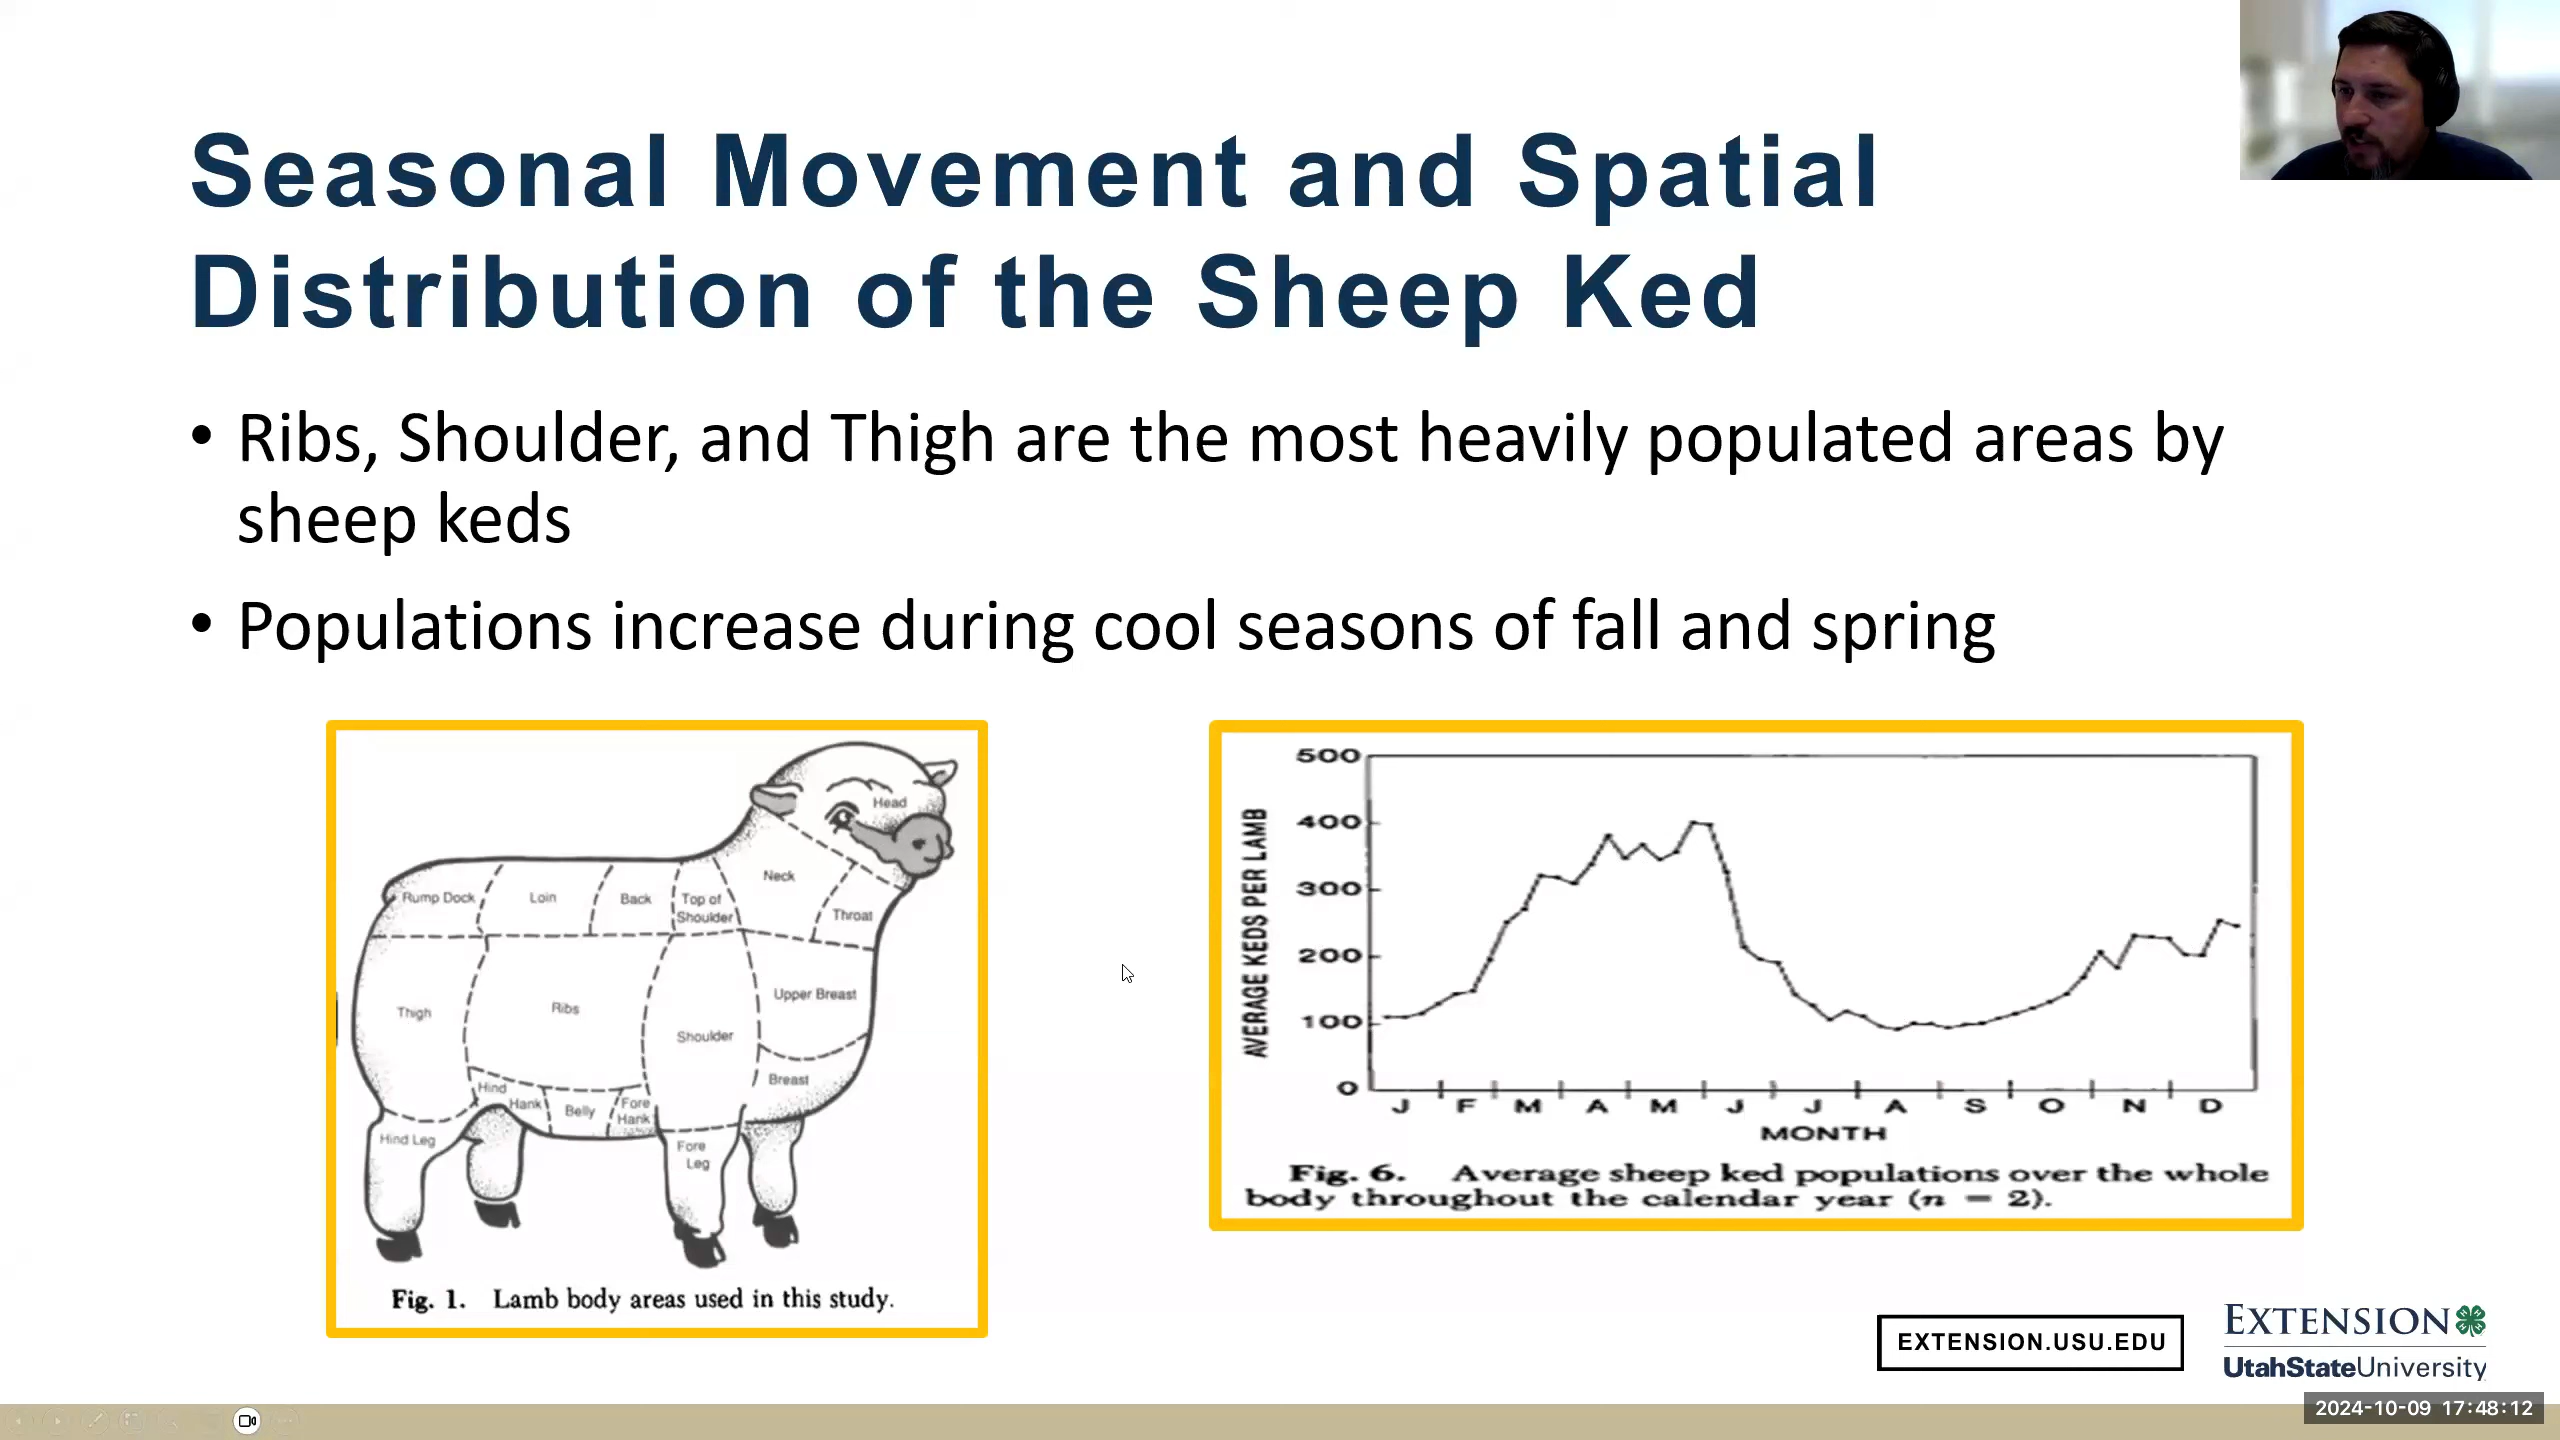 Seasonal Movement and Spatial
Distribution of the Sheep Ked
• Ribs, Shoulder, and Thigh are the most heavily populated areas by
sheep keds
• Populations increase during cool seasons of fall and spring
Head
Neck
Throat
Rump Dock
Loin
Back
Top of
Shoulder
Upper Breast
Thigh
Ribs
Shoulder
Breast
Hind
Hank
Belly
Fore
Hank
Hind Leg
Fore
Leg
Fig. 1. Lamb body areas used in this study.
AVERAGE KEDS PER LAMB
500
400
300
200
100
0
J F M A M J J A S O N D
MONTH
Fig. 6. Average sheep ked populations over the whole
body throughout the calendar year (n = 2).
EXTENSION.USU.EDU
EXTENSION
UtahStateUniversity
2024-10-09 17:48:12